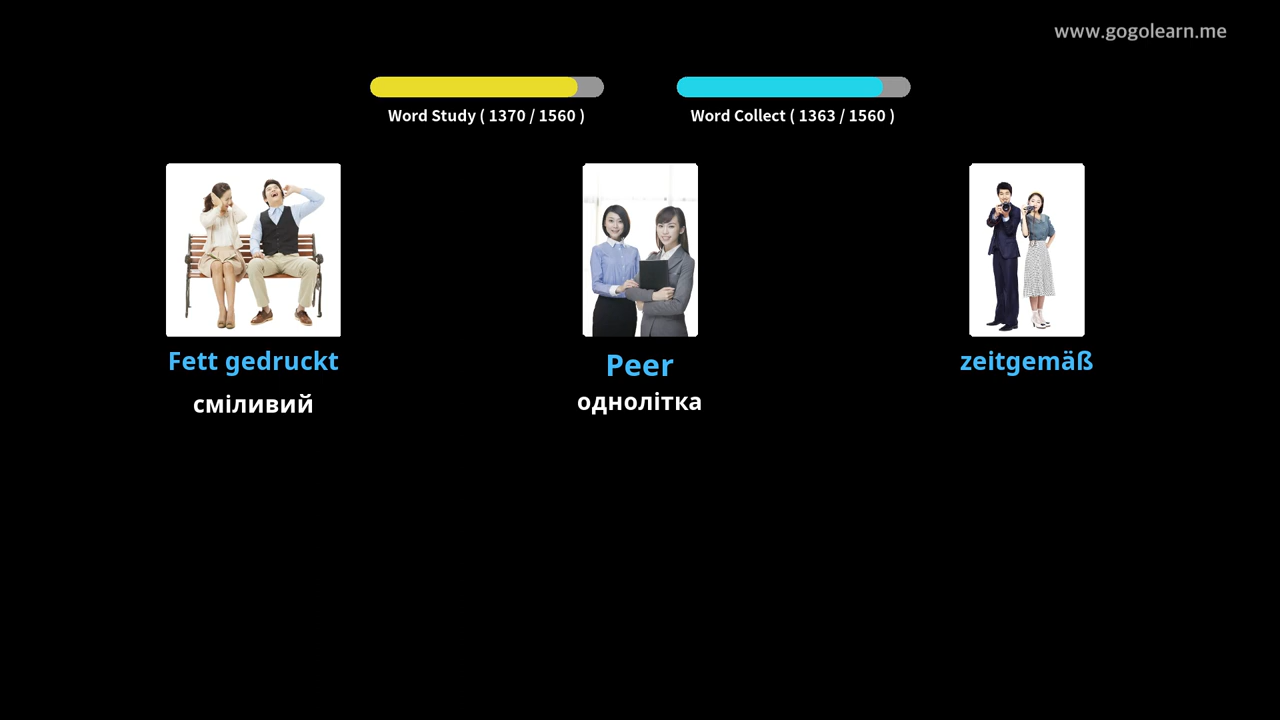 www.gogolearn.me
Word Study ( 1370 / 1560 )
Word Collect ( 1363 / 1560 )
Fett gedruckt
сміливий
Peer
однолітка
zeitgemäß